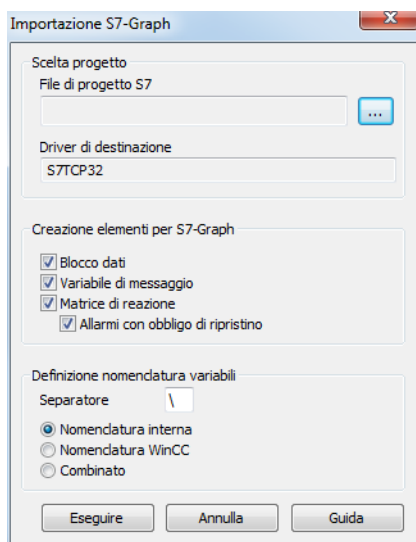 Importazione S7-Graph
Scelta progetto
File di progetto S7
...
Driver di destinazione
S7TCP32
Creazione elementi per S7-Graph
Blocco dati
Variabile di messaggio
Matrice di reazione
Allarmi con obbligo di ripristino
Definizione nomenclatura variabili
Separatore \
Nomenclatura interna
Nomenclatura WinCC
Combinato
Eseguire Annulla Guida